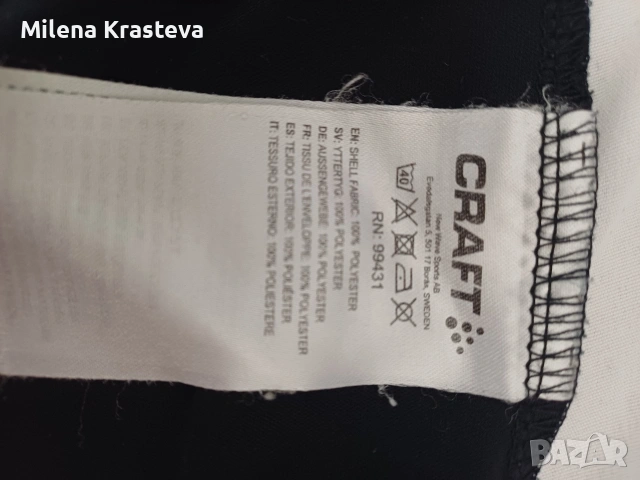 Milena Krasteva
CRAFT
New Wave Sports AB
Evedalsgatan 5, 501 17 Borås, SWEDEN
40
RN: 99431
EN: SHELL FABRIC: 100% POLYESTER
SV: YTTERTYG: 100% POLYESTER
DE: AUSSENGEWEBE: 100% POLYESTER
FR: TISSU DE L'ENVELOPPE: 100% POLYESTER
ES: TEJIDO EXTERIOR: 100% POLIÉSTER
IT: TESSURO ESTERNO: 100% POLIESTERE
BAZAR